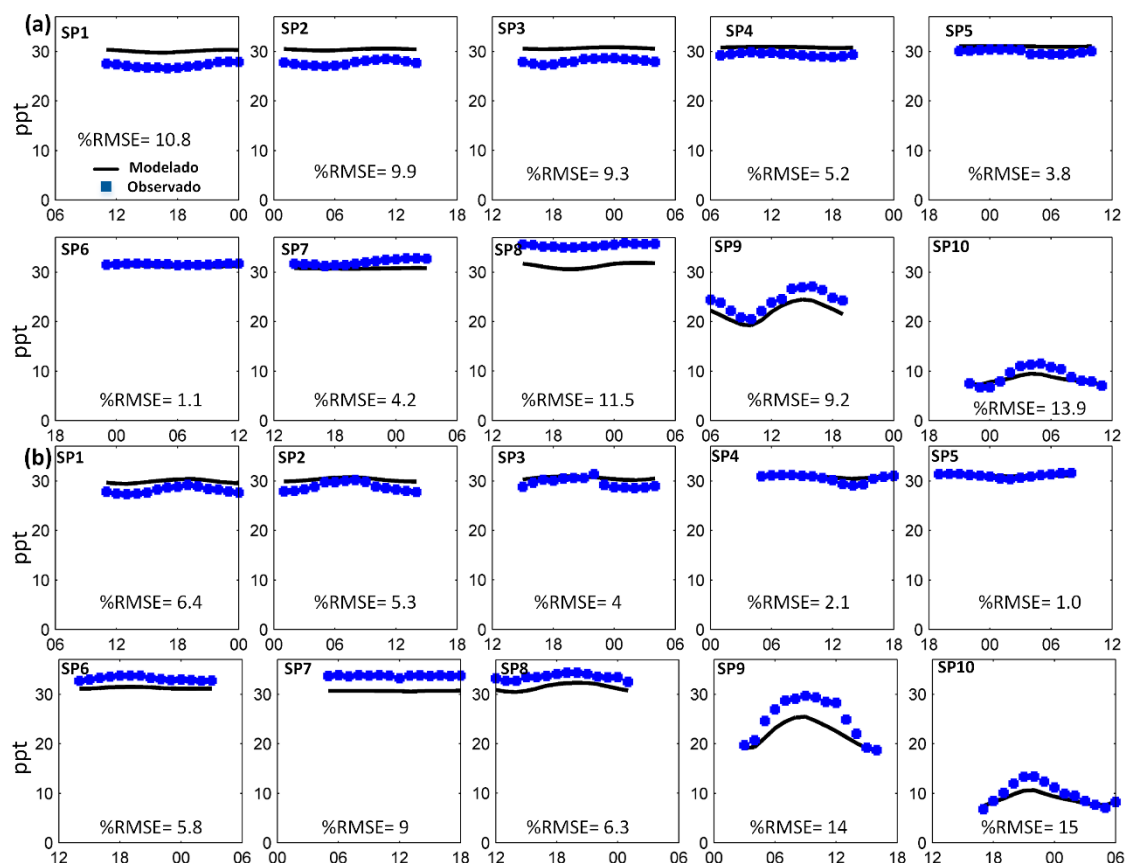 (a)
SP1 SP2 SP3 SP4 SP5
ppt
30 30 30 30 30
20 20 20 20 20
10 10 10 10 10
0 0 0 0 0
%RMSE= 10.8
Modelado
Observado
%RMSE= 9.9
%RMSE= 9.3
%RMSE= 5.2
%RMSE= 3.8
06 12 18 00 00 06 12 18 12 18 00 06 06 12 18 00 18 00 06 12
SP6 SP7 SP8 SP9 SP10
30 30 30 30 30
20 20 20 20 20
10 10 10 10 10
0 0 0 0 0
%RMSE= 1.1
%RMSE= 4.2
%RMSE= 11.5
%RMSE= 9.2
%RMSE= 13.9
18 00 06 12 12 18 00 06 12 18 00 06 06 12 18 00 18 00 06 12
(b)
SP1 SP2 SP3 SP4 SP5
ppt
30 30 30 30 30
20 20 20 20 20
10 10 10 10 10
0 0 0 0 0
%RMSE= 6.4
%RMSE= 5.3
%RMSE= 4
%RMSE= 2.1
%RMSE= 1.0
06 12 18 00 00 06 12 18 12 18 00 06 00 06 12 18 18 00 06 12
SP6 SP7 SP8 SP9 SP10
ppt
30 30 30 30 30
20 20 20 20 20
10 10 10 10 10
0 0 0 0 0
%RMSE= 5.8
%RMSE= 9
%RMSE= 6.3
%RMSE= 14
%RMSE= 15
12 18 00 06 00 06 12 18 12 18 00 06 00 06 12 18 12 18 00 06